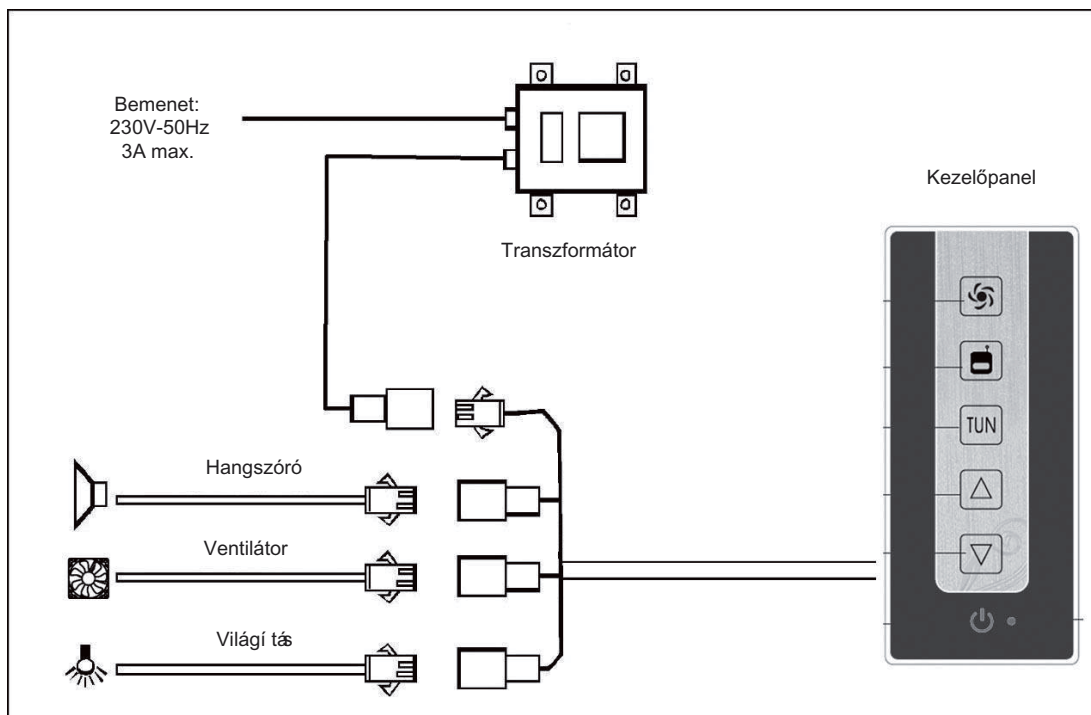 Bemenet:
230V-50Hz
3A max.
Transzformátor
Kezelőpanel
TUN
Hangszóró
Ventilátor
Világí tás